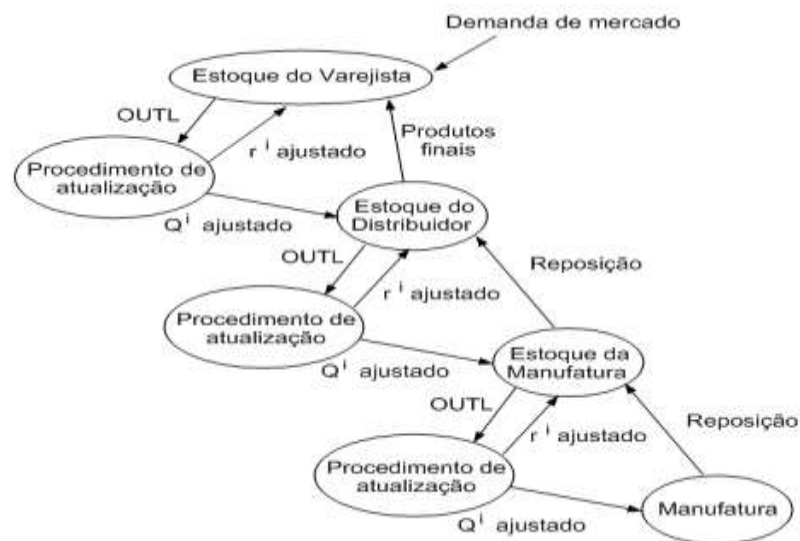 Demanda de mercado
Estoque do Varejista
OUTL
r i ajustado
Produtos
finais
Procedimento de
atualização
Q i ajustado
Estoque do
Distribuidor
OUTL
r i ajustado
Reposição
Procedimento de
atualização
Q i ajustado
Estoque da
Manufatura
OUTL
r i ajustado
Reposição
Procedimento de
atualização
Q i ajustado
Manufatura